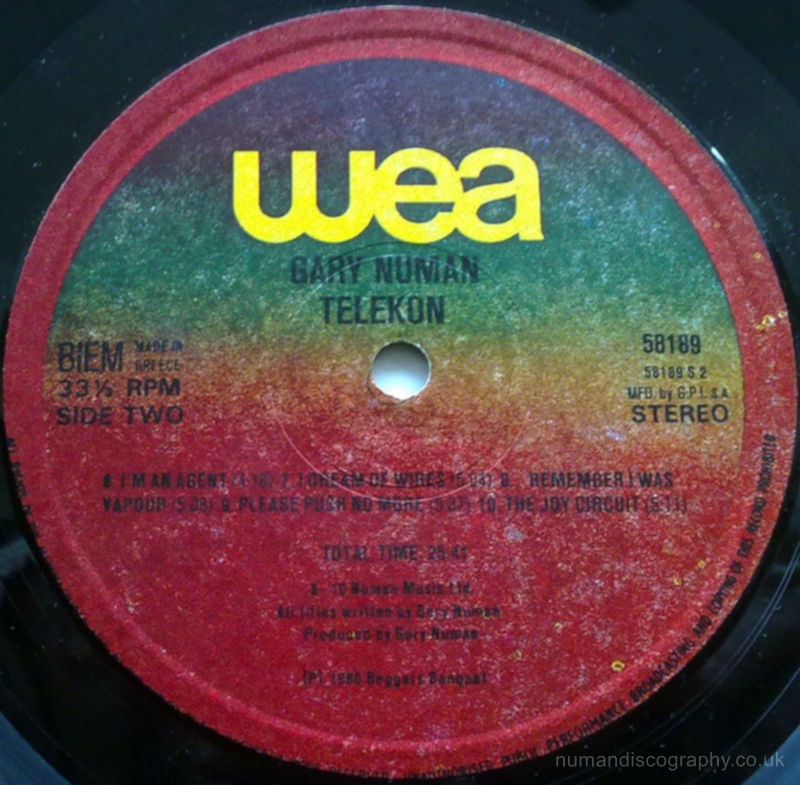 wea
GARY NUMAN
TELEKON
BIEM MADE IN GREECE
33⅓ RPM
SIDE TWO
58189
58189 S 2
MFD. by G.P.I. S.A
STEREO
6 I'M AN AGENT (4.18) 7. I DREAM OF WIRES (5.04) 8. REMEMBER I WAS
VAPOUR (5.08) 9. PLEASE PUSH NO MORE (5.37) 10. THE JOY CIRCUIT (5.11)
TOTAL TIME: 25:41
6 - 10 Numan Music Ltd.
All titles written by Gary Numan
Produced by Gary Numan
(P) 1980 Beggars Banquet
PUBLIC PERFORMANCE BROADCASTING AND COPYING OF THIS RECORD PROHIBITED
numandiscography.co.uk